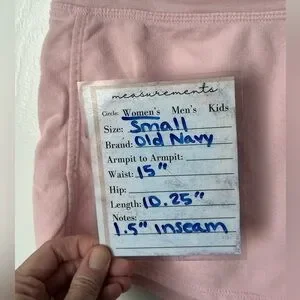 measurements
Circle: Women's Men's Kids
Size: Small
Brand: Old Navy
Armpit to Armpit:
Waist: 15"
Hip:
Length: 10.25"
Notes:
1.5" inseam